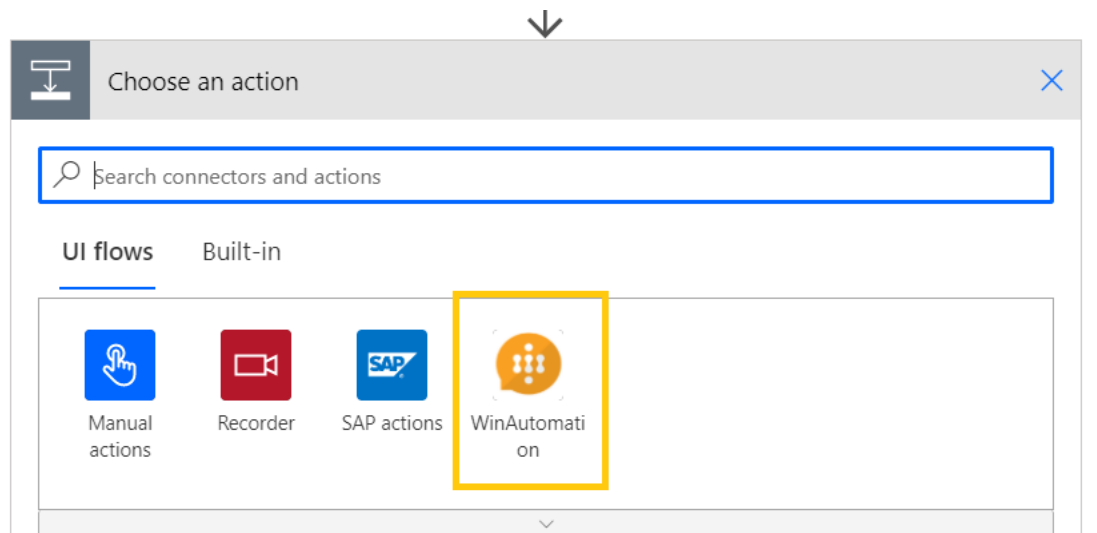 Choose an action
Search connectors and actions
UI flows Built-in
SAP
Manual actions
Recorder
SAP actions
WinAutomati
on